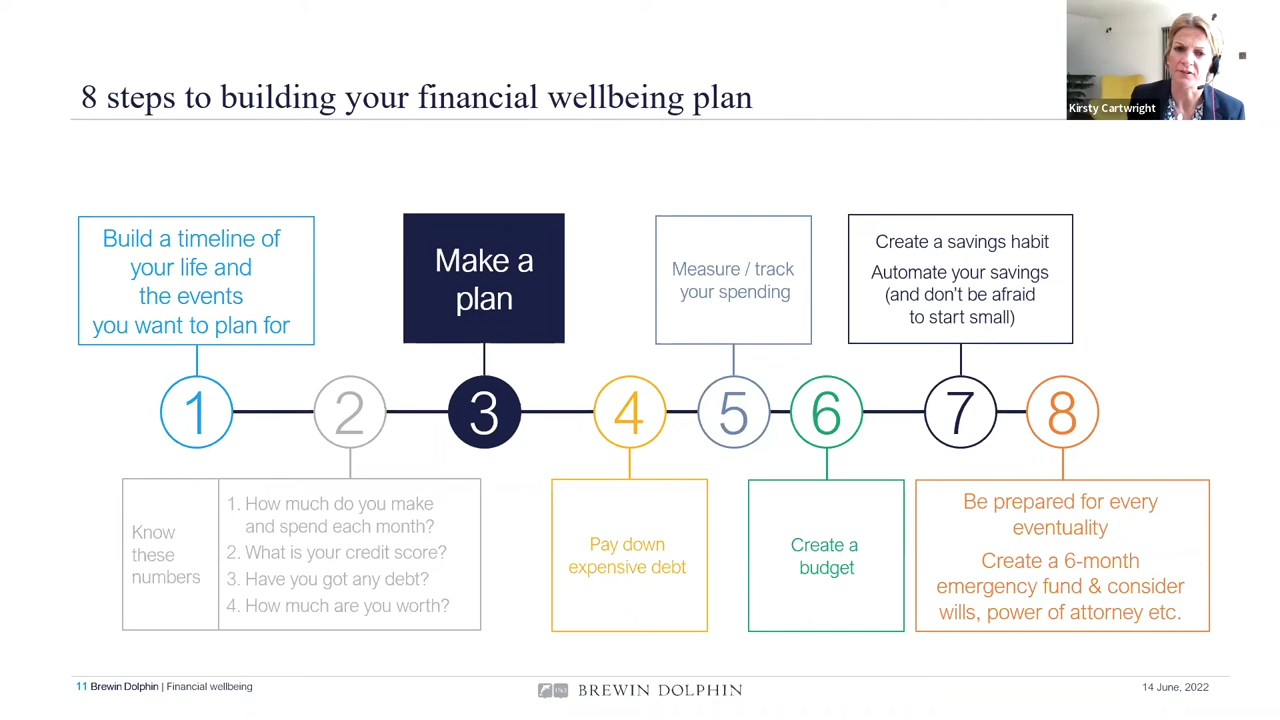 Kirsty Cartwright
8 steps to building your financial wellbeing plan
Build a timeline of
your life and
the events
you want to plan for
Make a
plan
Measure / track
your spending
Create a savings habit
Automate your savings
(and don't be afraid
to start small)
1
2
3
4
5
6
7
8
Know
these
numbers
1. How much do you make
and spend each month?
2. What is your credit score?
3. Have you got any debt?
4. How much are you worth?
Pay down
expensive debt
Create a
budget
Be prepared for every
eventuality
Create a 6-month
emergency fund & consider
wills, power of attorney etc.
11 Brewin Dolphin | Financial wellbeing
BREWIN DOLPHIN
14 June, 2022